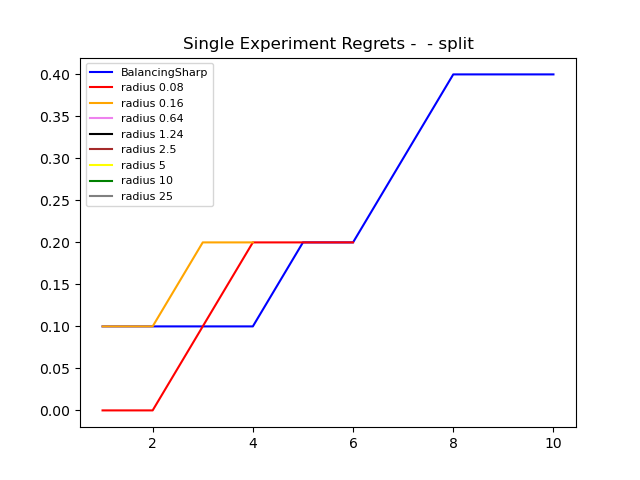 Single Experiment Regrets -  - split
BalancingSharp
radius 0.08
radius 0.16
radius 0.64
radius 1.24
radius 2.5
radius 5
radius 10
radius 25
0.40
0.35
0.30
0.25
0.20
0.15
0.10
0.05
0.00
2 4 6 8 10